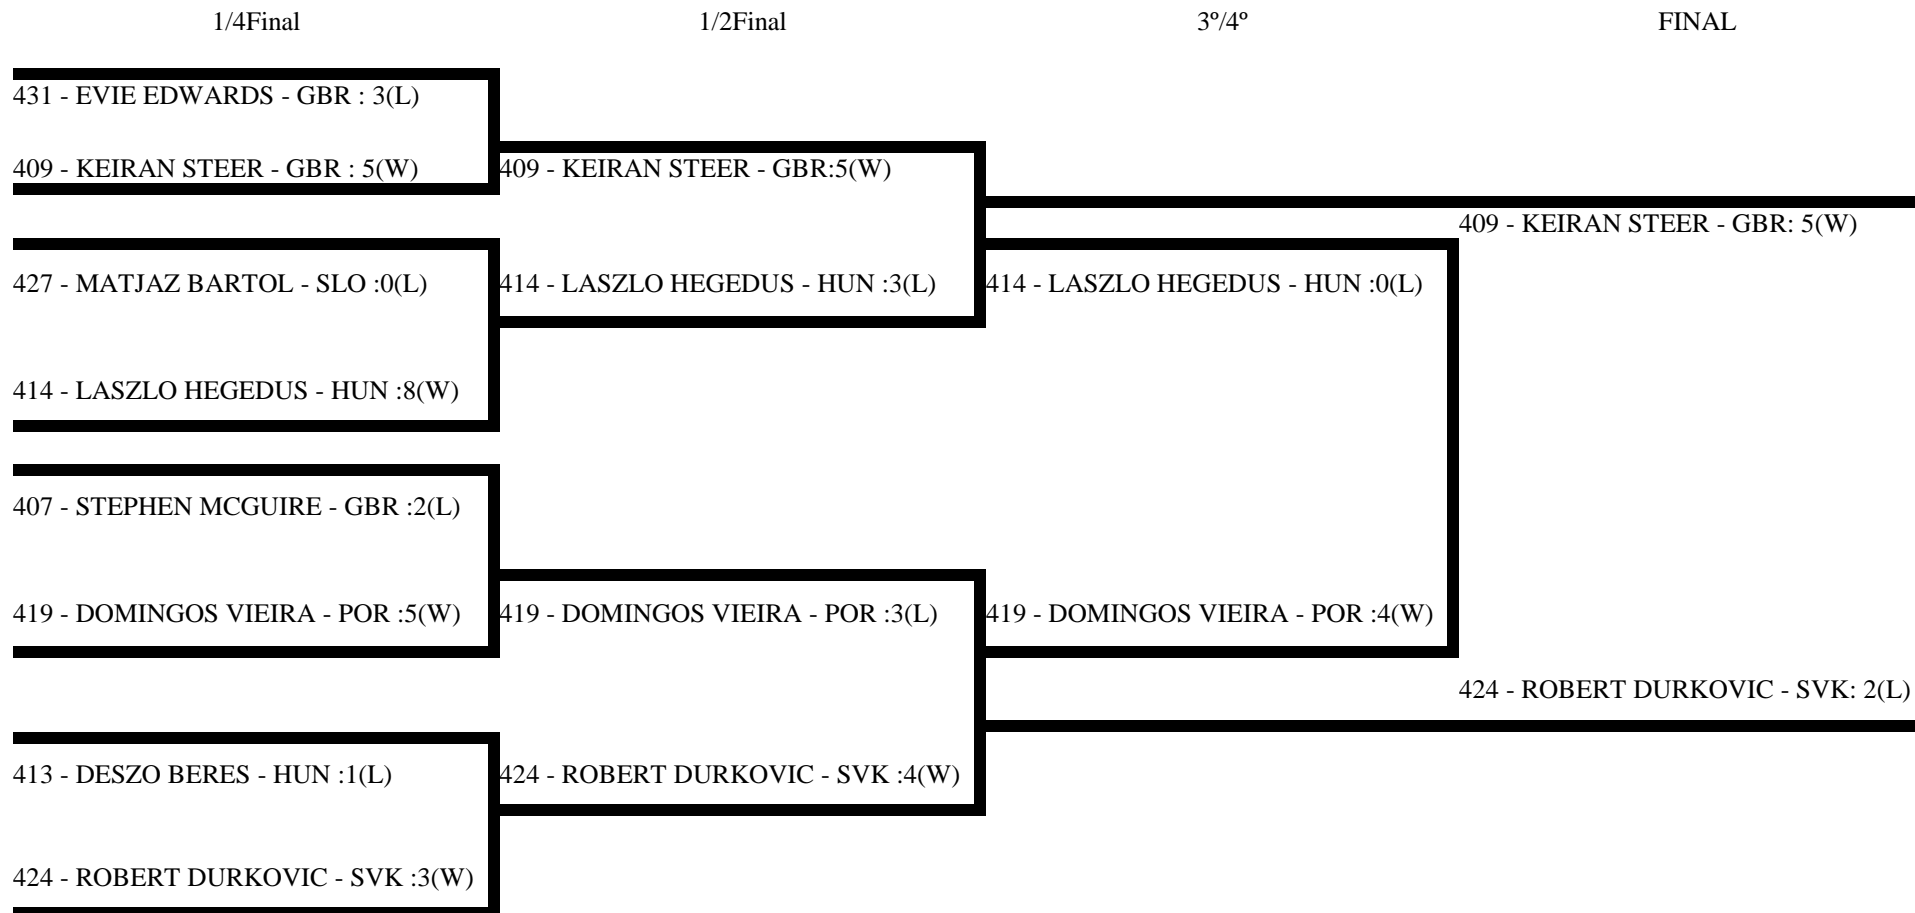 1/4Final
1/2Final
3º/4º
FINAL
431 - EVIE EDWARDS - GBR : 3(L)
409 - KEIRAN STEER - GBR : 5(W)
409 - KEIRAN STEER - GBR:5(W)
409 - KEIRAN STEER - GBR: 5(W)
427 - MATJAZ BARTOL - SLO :0(L)
414 - LASZLO HEGEDUS - HUN :3(L)
414 - LASZLO HEGEDUS - HUN :0(L)
414 - LASZLO HEGEDUS - HUN :8(W)
407 - STEPHEN MCGUIRE - GBR :2(L)
419 - DOMINGOS VIEIRA - POR :5(W)
419 - DOMINGOS VIEIRA - POR :3(L)
419 - DOMINGOS VIEIRA - POR :4(W)
424 - ROBERT DURKOVIC - SVK: 2(L)
413 - DESZO BERES - HUN :1(L)
424 - ROBERT DURKOVIC - SVK :4(W)
424 - ROBERT DURKOVIC - SVK :3(W)